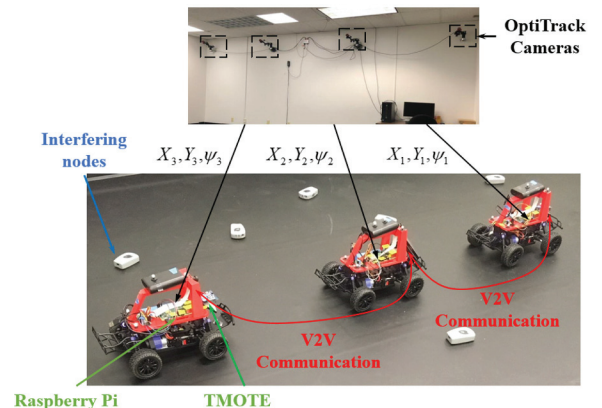 OptiTrack
Cameras
Interfering
nodes
X₃,Y₃,ψ₃
X₂,Y₂,ψ₂
X₁,Y₁,ψ₁
V2V
Communication
V2V
Communication
Raspberry Pi
TMOTE